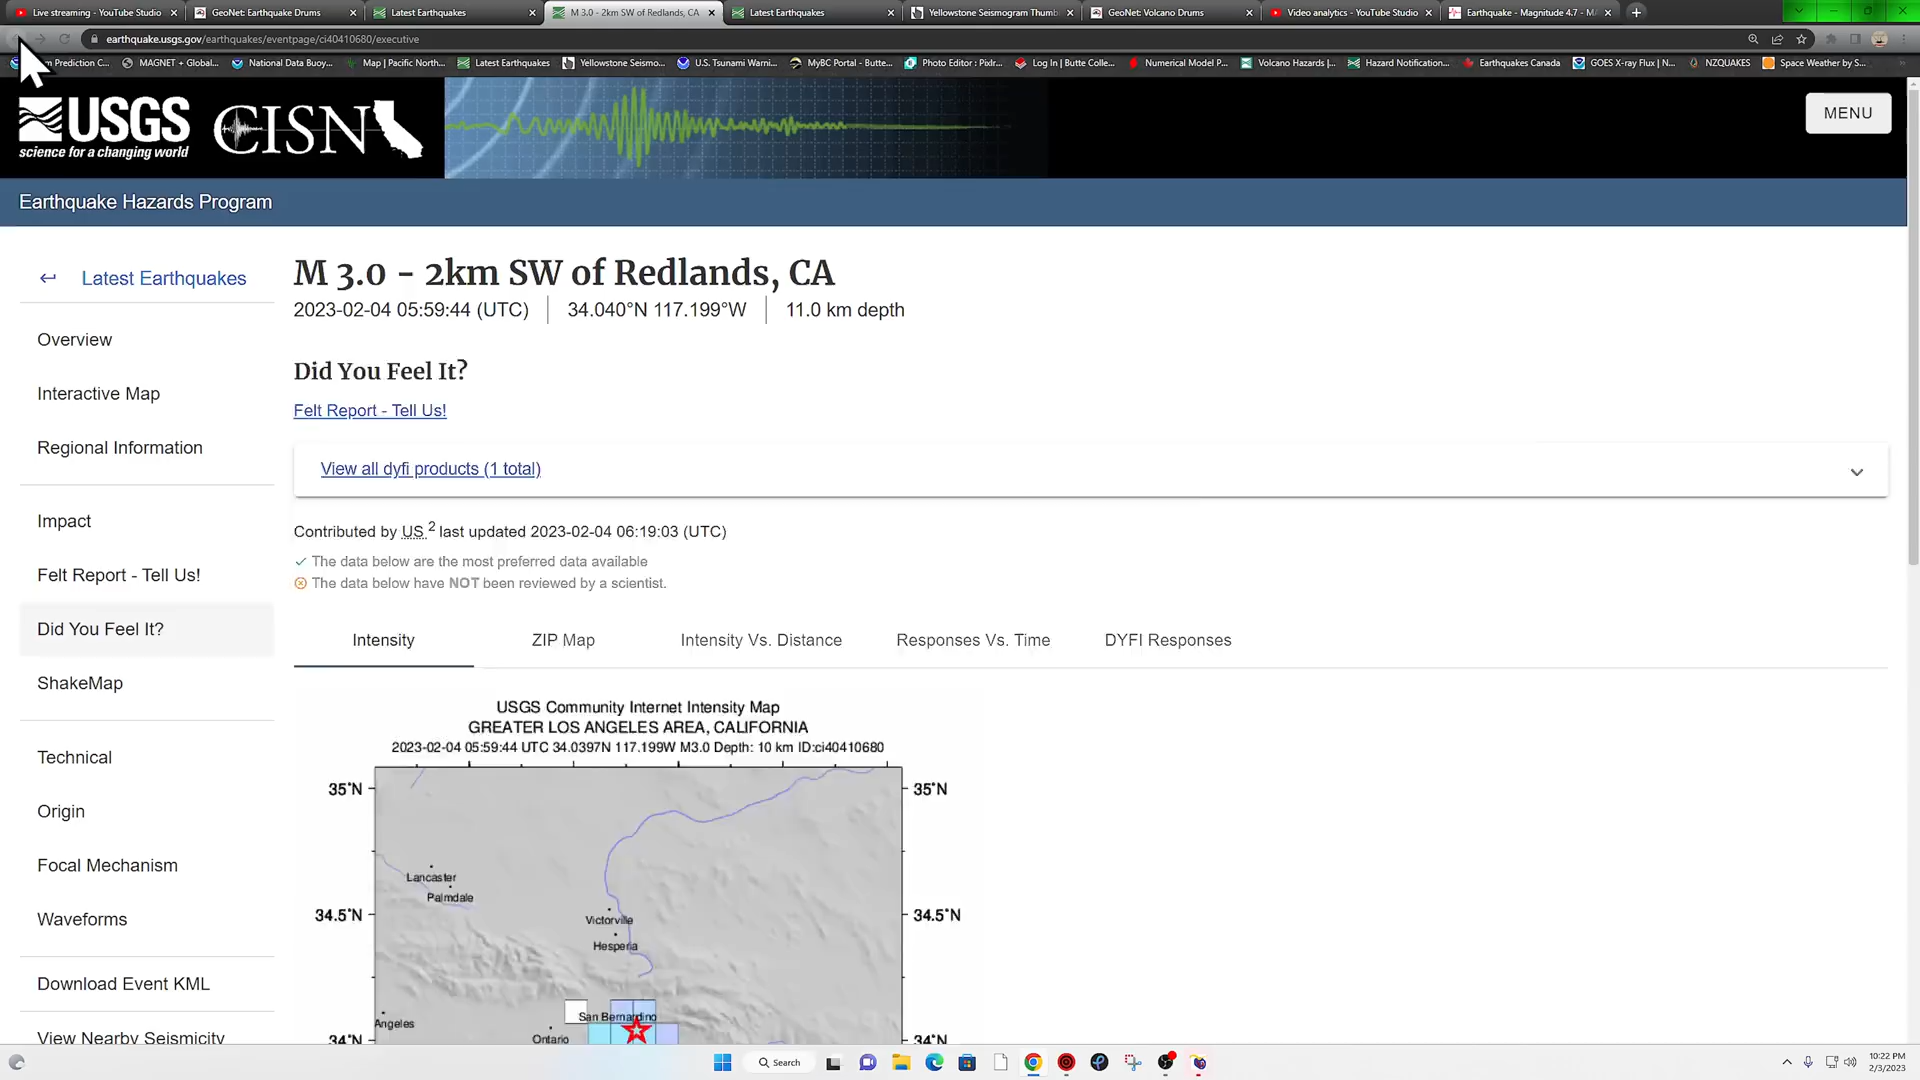 Live streaming - YouTube Studio
GeoNet: Earthquake Drums
Latest Earthquakes
M 3.0 - 2km SW of Redlands, CA
Latest Earthquakes
Yellowstone Seismogram Thumb
GeoNet: Volcano Drums
Video analytics - YouTube Studio
Earthquake - Magnitude 4.7 -
earthquake.usgs.gov/earthquakes/eventpage/ci40410680/executive
Prediction C...
MAGNET + Global...
National Data Buoy...
Map | Pacific North...
Latest Earthquakes
Yellowstone Seismo...
U.S. Tsunami Warni...
MyBC Portal - Butte...
Photo Editor : Pixlr...
Log In | Butte Colle...
Numerical Model P...
Volcano Hazards |...
Hazard Notification...
Earthquakes Canada
GOES X-ray Flux | N...
NZQUAKES
Space Weather by S...
USGS
science for a changing world
CISN
MENU
Earthquake Hazards Program
Latest Earthquakes
Overview
Interactive Map
Regional Information
Impact
Felt Report - Tell Us!
Did You Feel It?
ShakeMap
Technical
Origin
Focal Mechanism
Waveforms
Download Event KML
View Nearby Seismicity
M 3.0 - 2km SW of Redlands, CA
2023-02-04 05:59:44 (UTC)
34.040°N 117.199°W
11.0 km depth
Did You Feel It?
Felt Report - Tell Us!
View all dyfi products (1 total)
Contributed by US 2 last updated 2023-02-04 06:19:03 (UTC)
The data below are the most preferred data available
The data below have NOT been reviewed by a scientist.
Intensity
ZIP Map
Intensity Vs. Distance
Responses Vs. Time
DYFI Responses
USGS Community Internet Intensity Map
GREATER LOS ANGELES AREA, CALIFORNIA
2023-02-04 05:59:44 UTC 34.0397N 117.199W M3.0 Depth: 10 km ID:ci40410680
35°N
35°N
Lancaster
Palmdale
34.5°N
34.5°N
Victorville
Hesperia
San Bernardino
Angeles
Ontario
34°N
34°N
Search
10:22 PM
2/3/2023